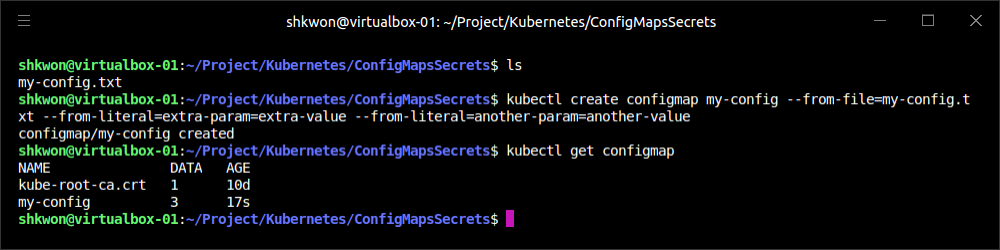 shkwon@virtualbox-01: ~/Project/Kubernetes/ConfigMapsSecrets
shkwon@virtualbox-01:~/Project/Kubernetes/ConfigMapsSecrets$ ls
my-config.txt
shkwon@virtualbox-01:~/Project/Kubernetes/ConfigMapsSecrets$ kubectl create configmap my-config --from-file=my-config.t
xt --from-literal=extra-param=extra-value --from-literal=another-param=another-value
configmap/my-config created
shkwon@virtualbox-01:~/Project/Kubernetes/ConfigMapsSecrets$ kubectl get configmap
NAME               DATA   AGE
kube-root-ca.crt   1      10d
my-config          3      17s
shkwon@virtualbox-01:~/Project/Kubernetes/ConfigMapsSecrets$